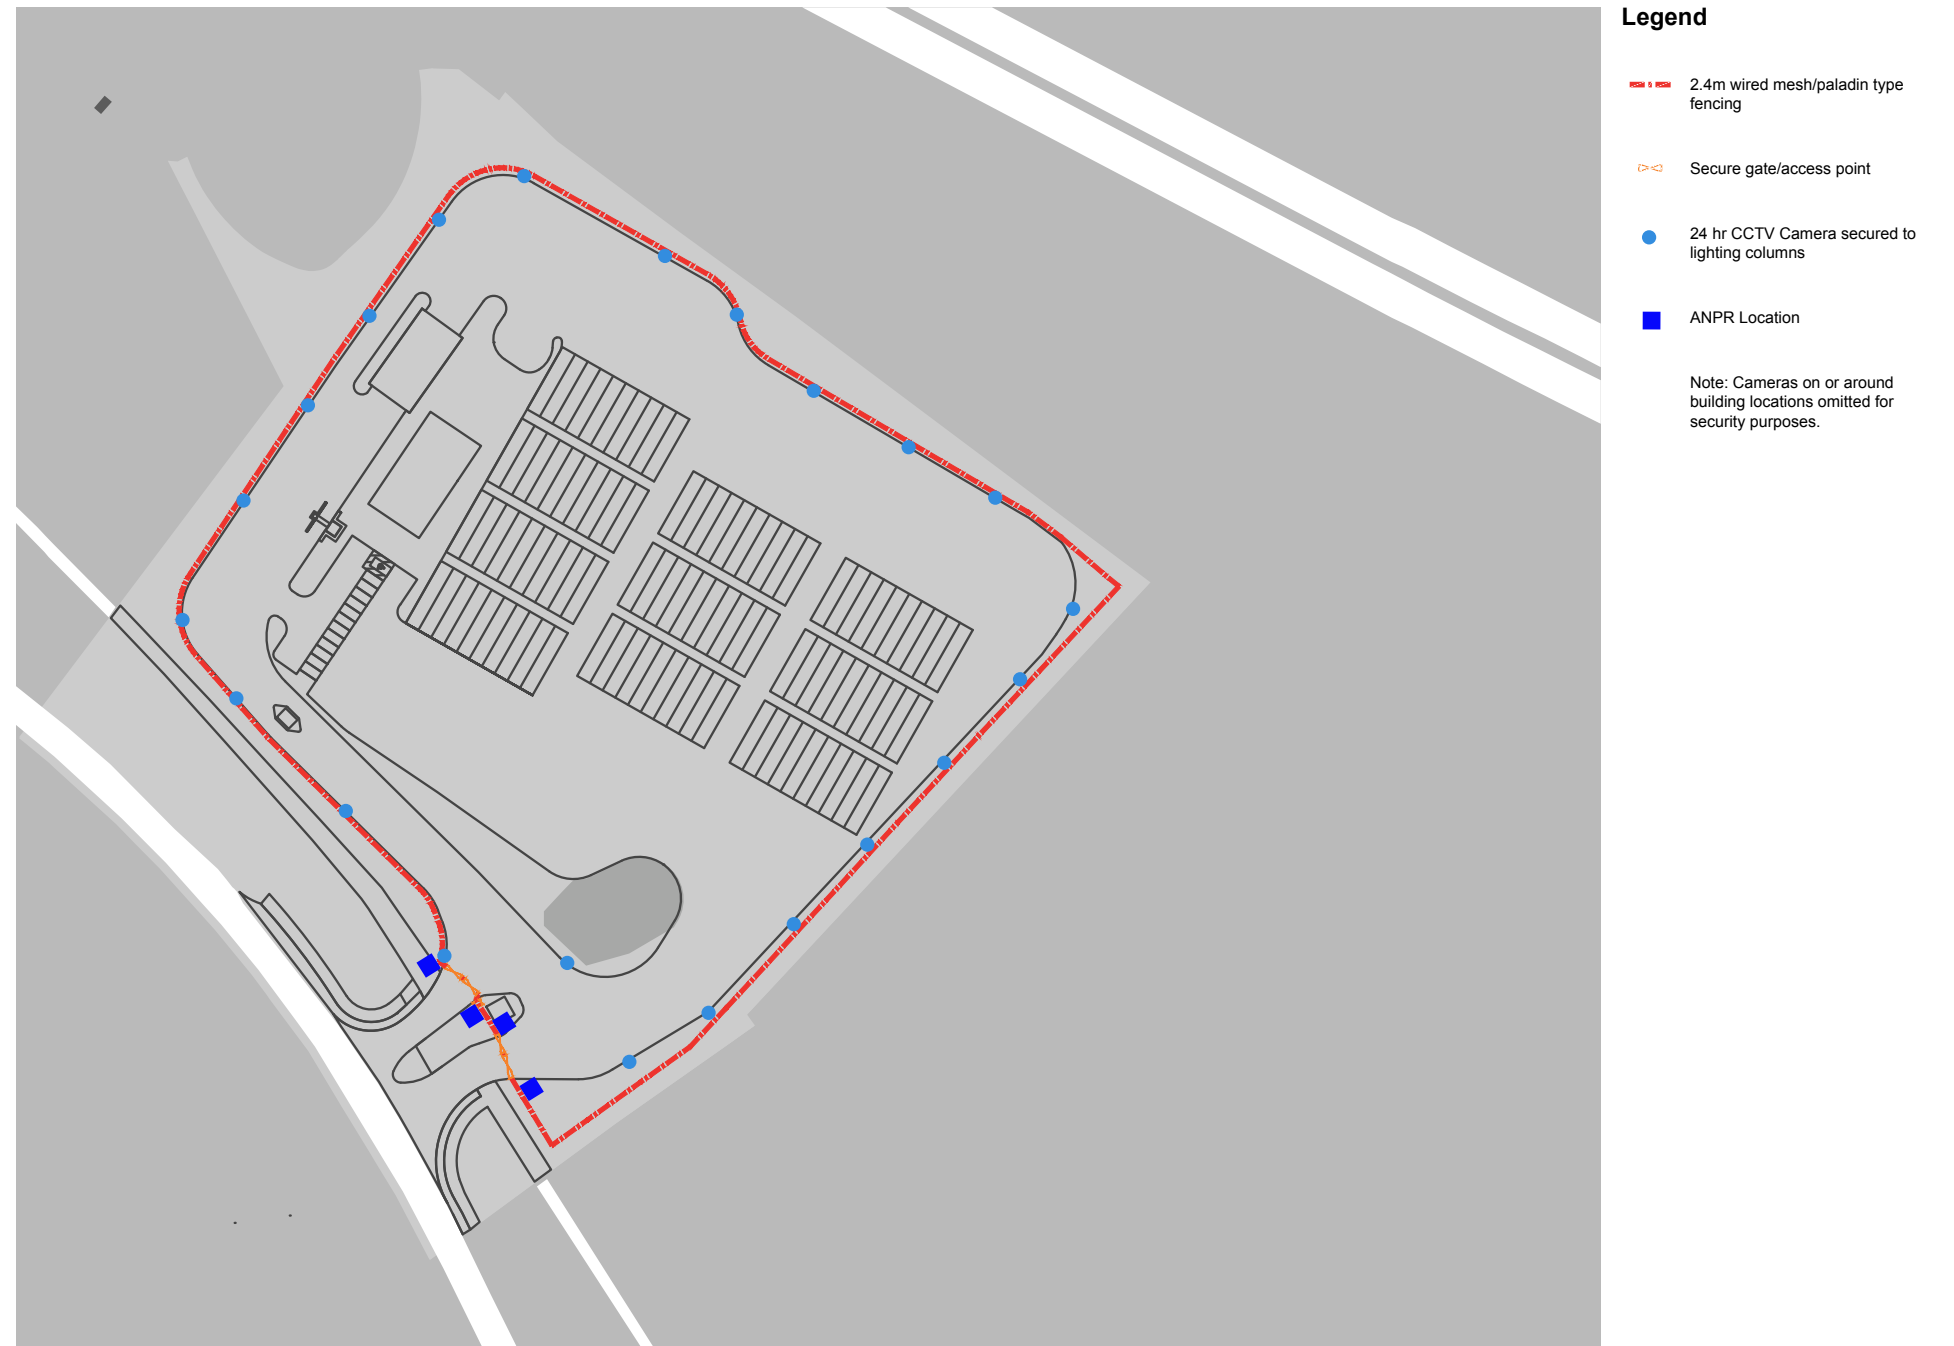 Legend
2.4m wired mesh/paladin type
fencing
Secure gate/access point
24 hr CCTV Camera secured to
lighting columns
ANPR Location
Note: Cameras on or around
building locations omitted for
security purposes.